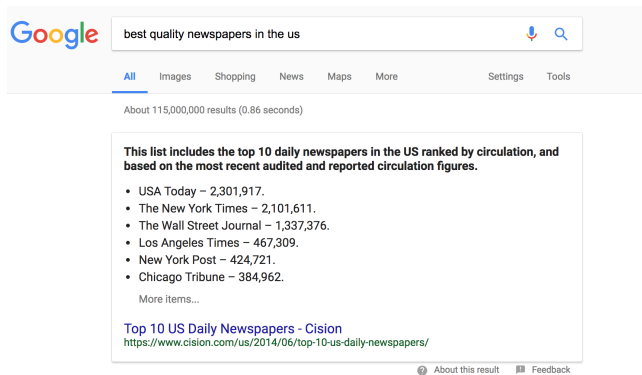 Google
best quality newspapers in the us
All Images Shopping News Maps More Settings Tools
About 115,000,000 results (0.86 seconds)
This list includes the top 10 daily newspapers in the US ranked by circulation, and
based on the most recent audited and reported circulation figures.
• USA Today – 2,301,917.
• The New York Times – 2,101,611.
• The Wall Street Journal – 1,337,376.
• Los Angeles Times – 467,309.
• New York Post – 424,721.
• Chicago Tribune – 384,962.
More items...
Top 10 US Daily Newspapers - Cision
https://www.cision.com/us/2014/06/top-10-us-daily-newspapers/
About this result Feedback